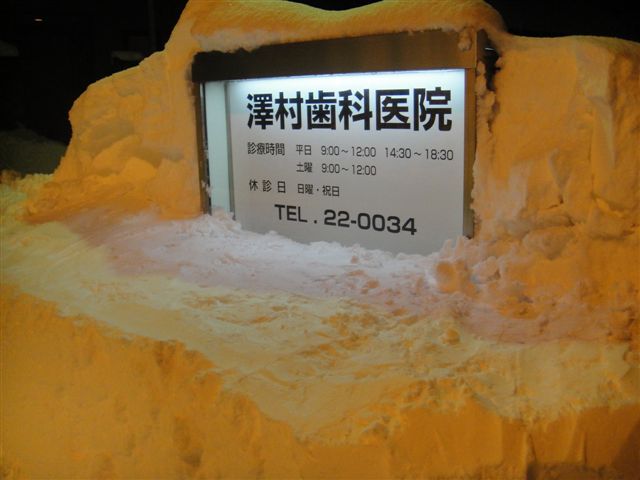 澤村歯科医院
診療時間 平日 9:00～12:00 14:30～18:30
土曜 9:00～12:00
休診日 日曜・祝日
TEL . 22-0034